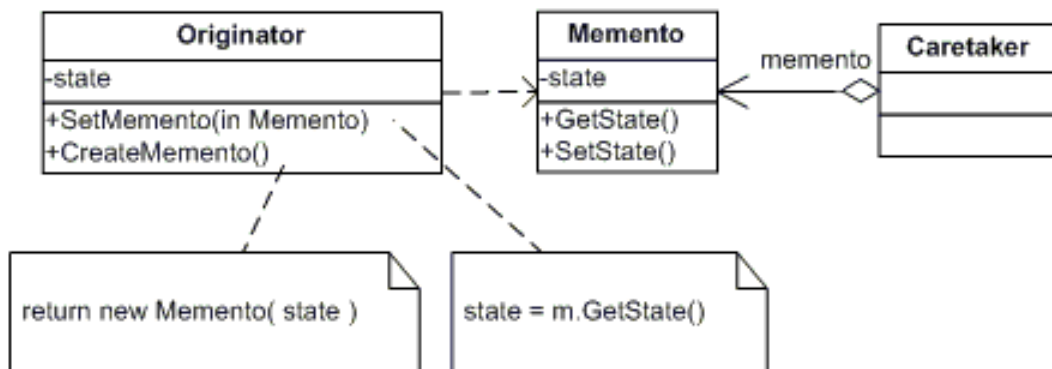 Originator
-state
+SetMemento(in Memento)
+CreateMemento()
Memento
-state
+GetState()
+SetState()
memento
Caretaker
return new Memento( state )
state = m.GetState()